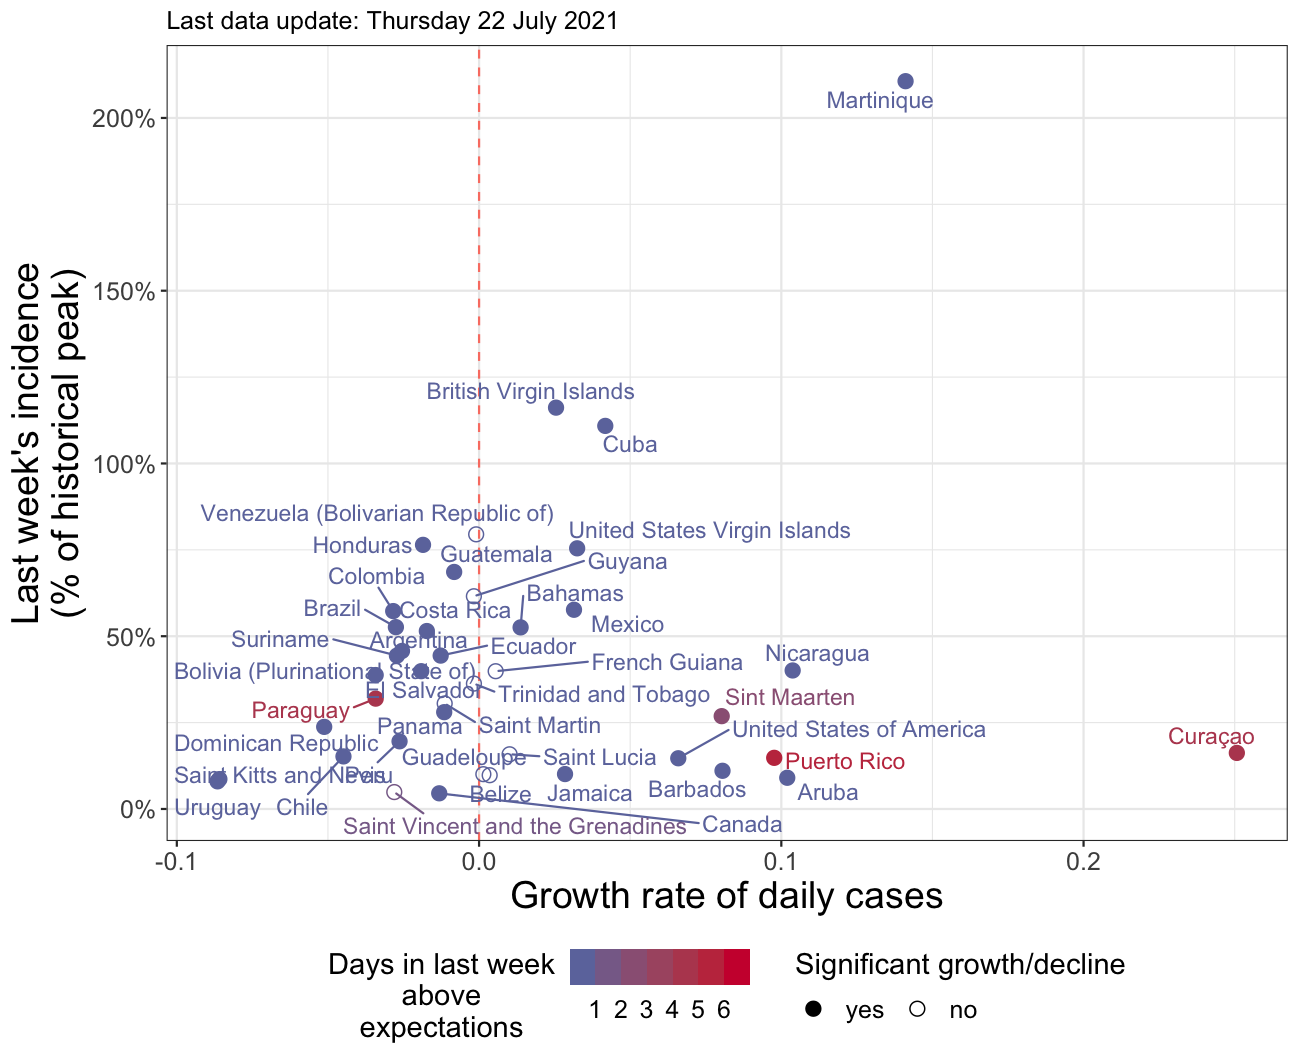 Last data update: Thursday 22 July 2021
Last week's incidence
(% of historical peak)
200%
150%
100%
50%
0%
Martinique
British Virgin Islands
Cuba
Venezuela (Bolivarian Republic of)
United States Virgin Islands
Honduras
Guatemala
Guyana
Colombia
Bahamas
Brazil
Costa Rica
Mexico
Suriname
Argentina
Ecuador
Nicaragua
French Guiana
Bolivia (Plurinational State of)
El Salvador
Trinidad and Tobago
Sint Maarten
Paraguay
Panama
Saint Martin
United States of America
Curaçao
Dominican Republic
Guadeloupe
Saint Lucia
Puerto Rico
Saint Kitts and Nevis
Peru
Belize
Jamaica
Barbados
Aruba
Uruguay
Chile
Saint Vincent and the Grenadines
Canada
-0.1
0.0
0.1
0.2
Growth rate of daily cases
Days in last week
above
expectations
1 2 3 4 5 6
Significant growth/decline
yes
no